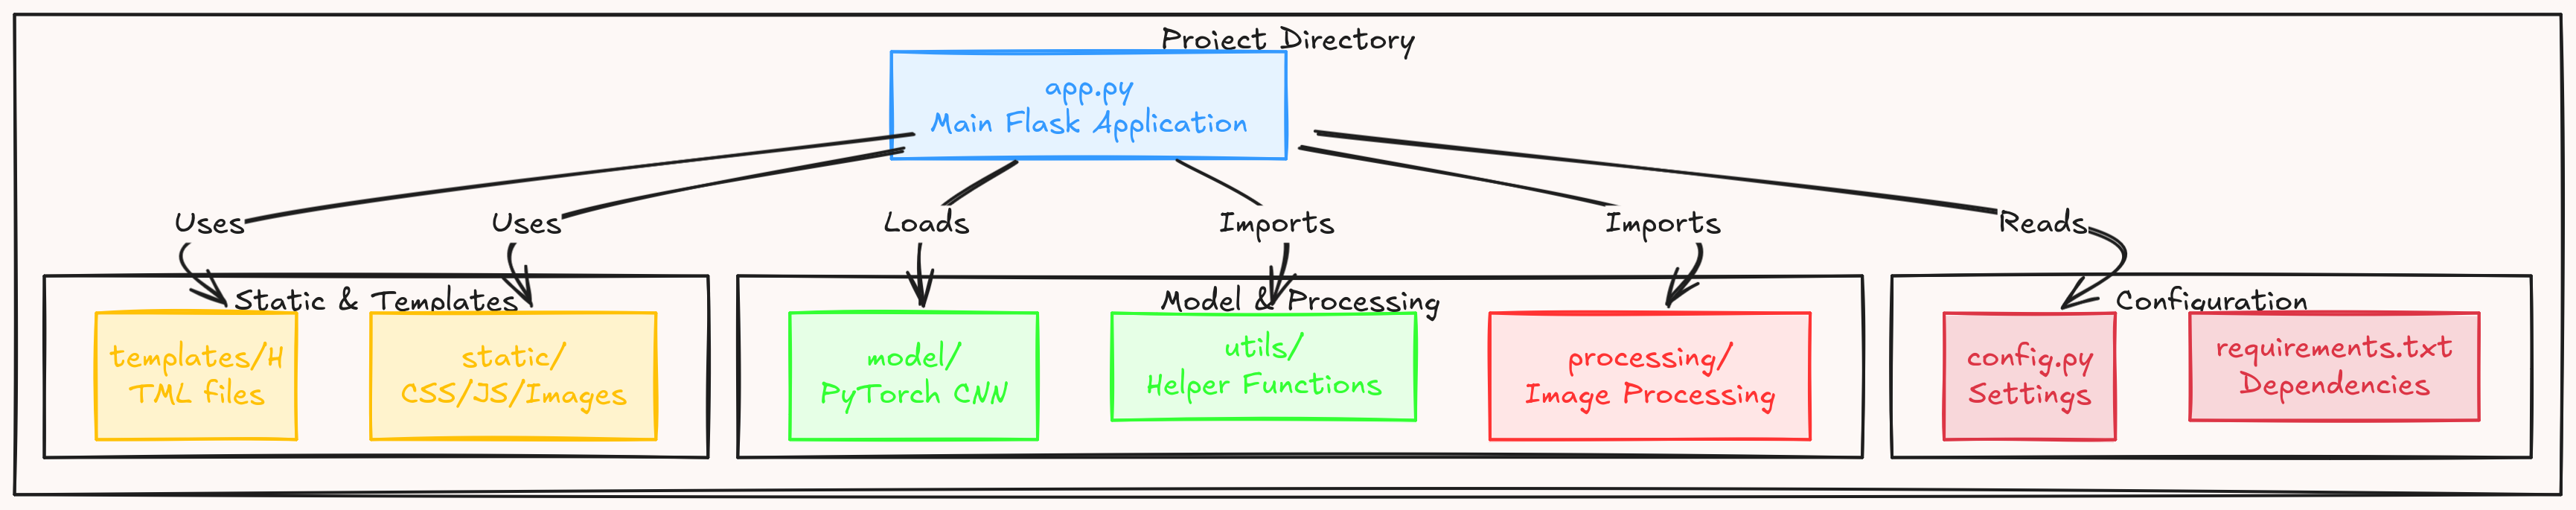 Project Directory
app.py
Main Flask Application
Uses
Uses
Loads
Imports
Imports
Reads
Static & Templates
Model & Processing
Configuration
templates/H
TML files
static/
CSS/JS/Images
model/
PyTorch CNN
utils/
Helper Functions
processing/
Image Processing
config.py
Settings
requirements.txt
Dependencies